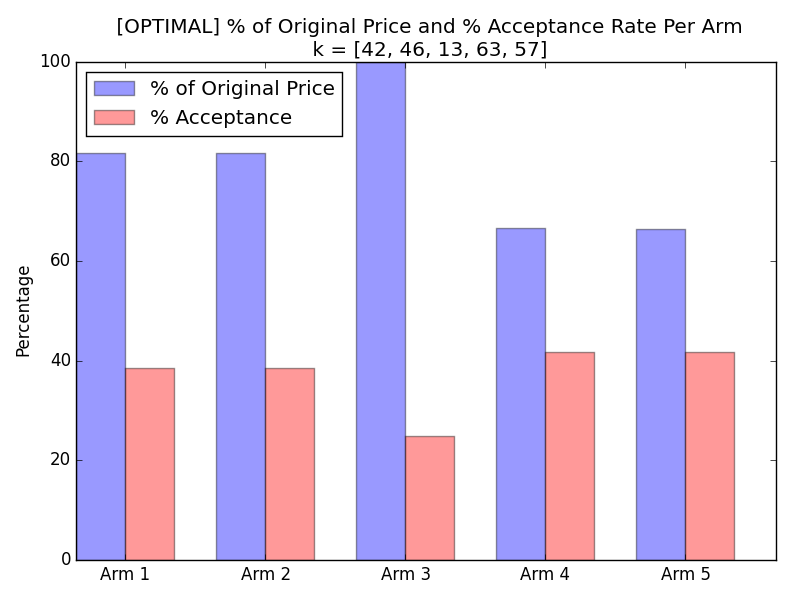 [OPTIMAL] % of Original Price and % Acceptance Rate Per Arm
k = [42, 46, 13, 63, 57]
% of Original Price
% Acceptance
Percentage
100
80
60
40
20
0
Arm 1
Arm 2
Arm 3
Arm 4
Arm 5